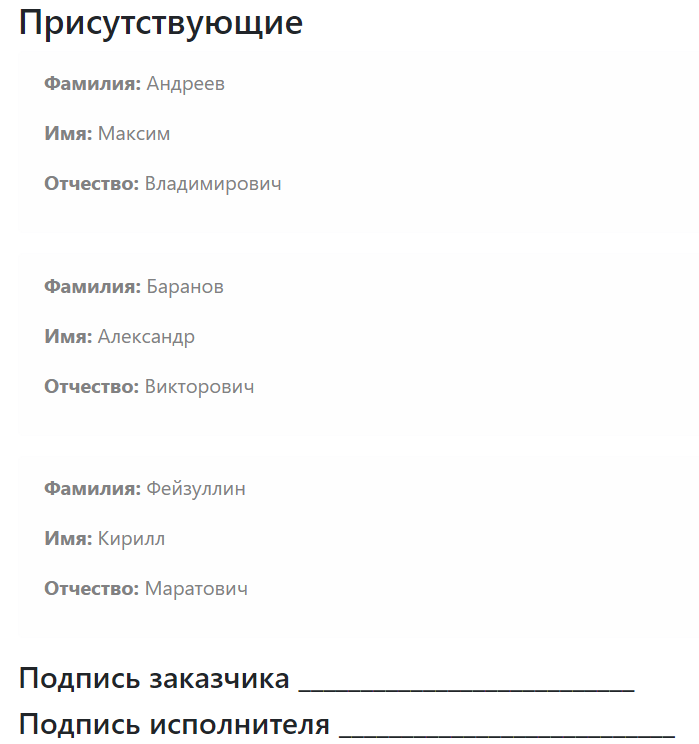 Присутствующие
Фамилия: Андреев
Имя: Максим
Отчество: Владимирович
Фамилия: Баранов
Имя: Александр
Отчество: Викторович
Фамилия: Фейзуллин
Имя: Кирилл
Отчество: Маратович
Подпись заказчика ___________________________
Подпись исполнителя ___________________________